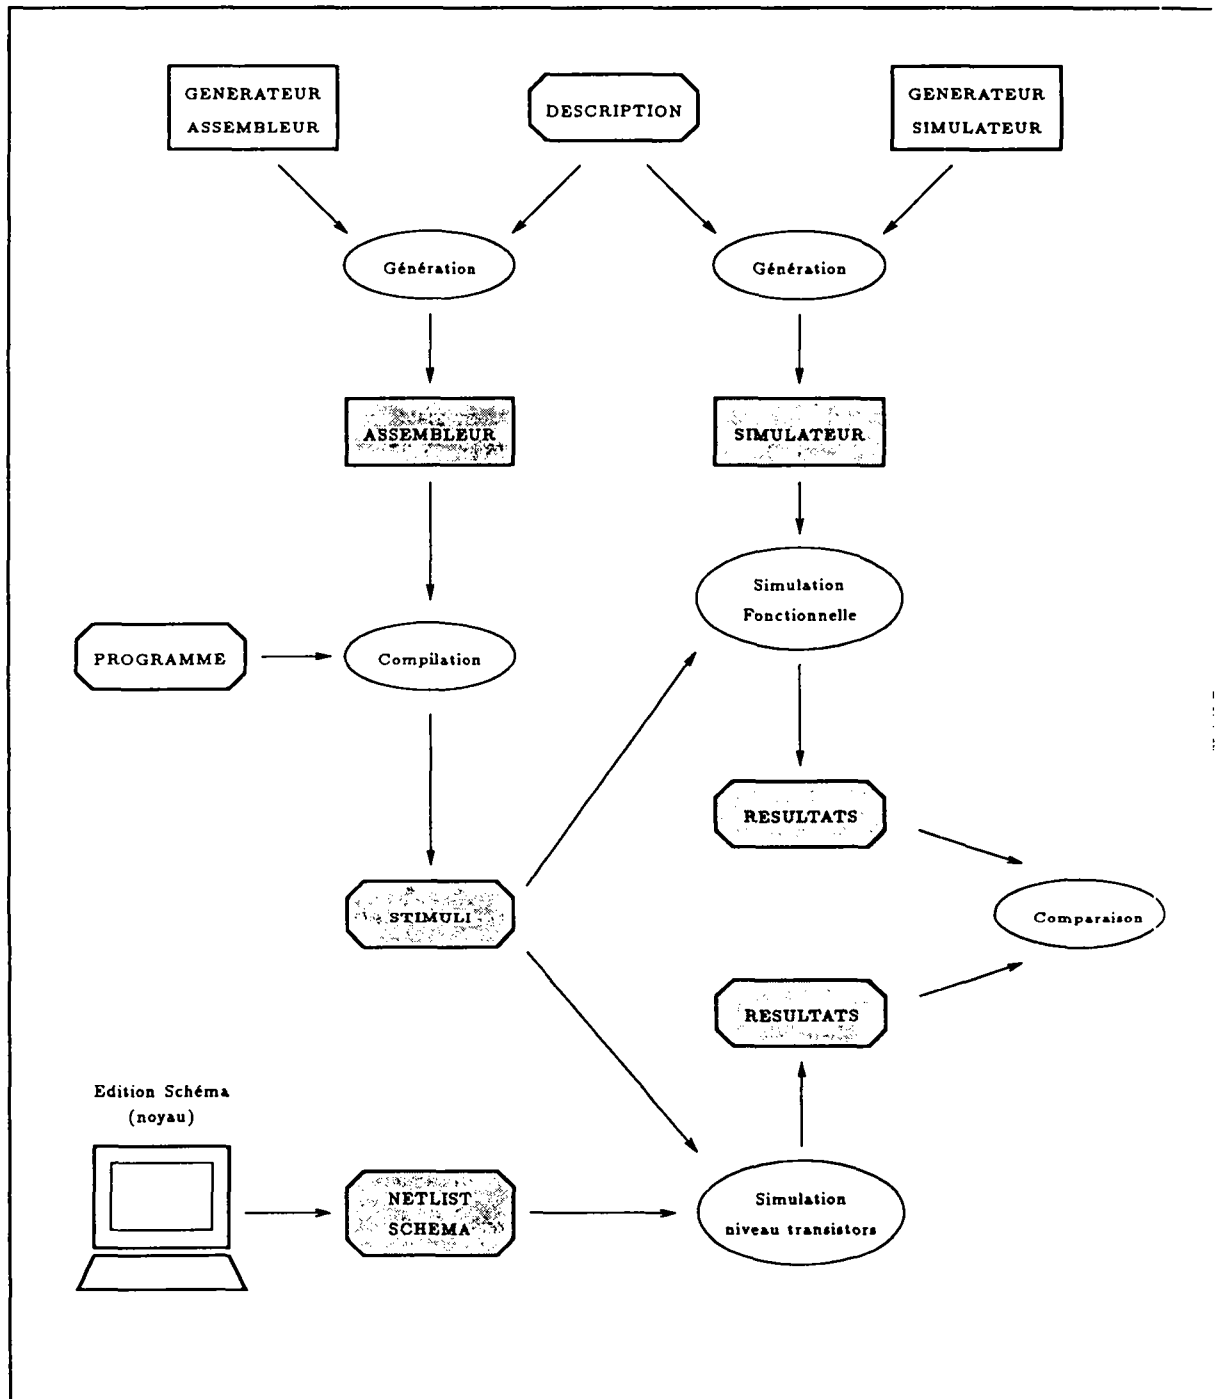 GENERATEUR
ASSEMBLEUR
DESCRIPTION
GENERATEUR
SIMULATEUR
Génération
Génération
ASSEMBLEUR
SIMULATEUR
Simulation
Fonctionnelle
PROGRAMME
Compilation
RESULTATS
STIMULI
Comparaison
RESULTATS
Edition Schéma
(noyau)
NETLIST
SCHEMA
Simulation
niveau transistors